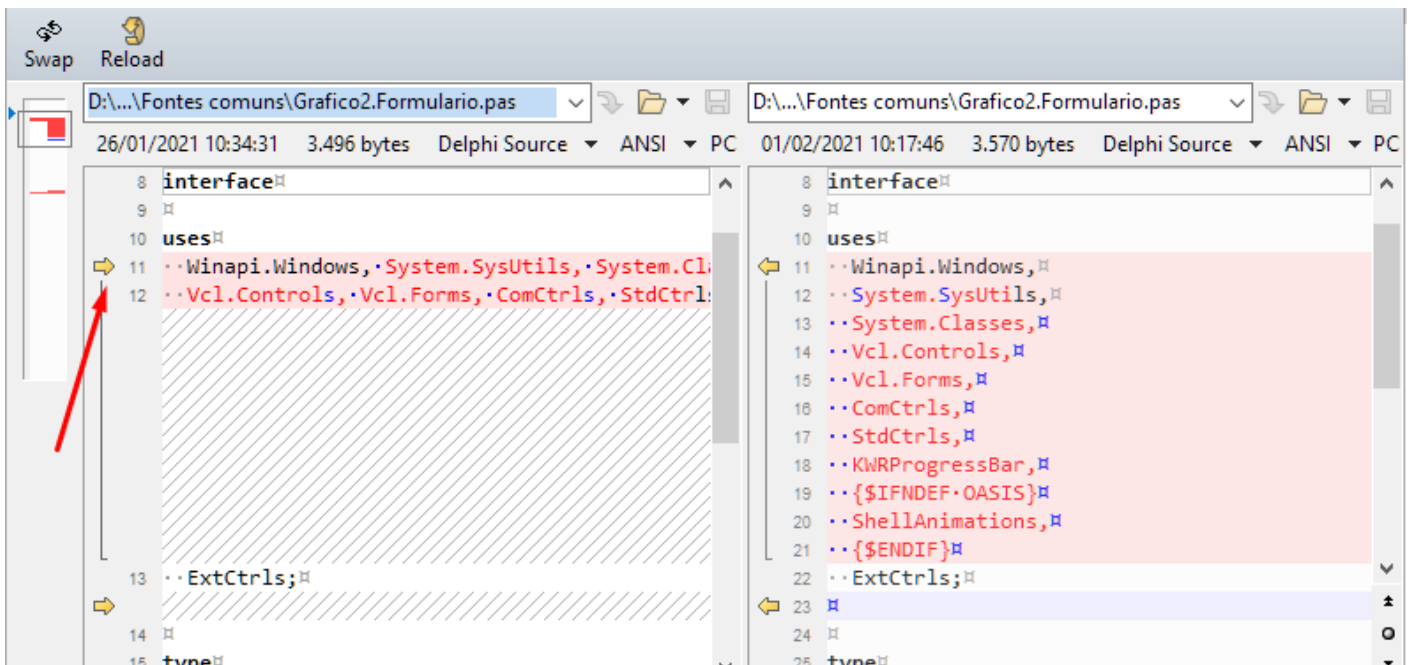 Swap Reload
D:\...\Fontes comuns\Grafico2.Formulario.pas
26/01/2021 10:34:31 3.496 bytes Delphi Source ANSI PC
8 interface¤
9 ¤
10 uses¤
11 ··Winapi.Windows,·System.SysUtils,·System.Cl
12 ··Vcl.Controls,·Vcl.Forms,·ComCtrls,·StdCtrl
13 ··ExtCtrls;¤
14 ¤
15 type¤
D:\...\Fontes comuns\Grafico2.Formulario.pas
01/02/2021 10:17:46 3.570 bytes Delphi Source ANSI PC
8 interface¤
9 ¤
10 uses¤
11 ··Winapi.Windows,¤
12 ··System.SysUtils,¤
13 ··System.Classes,¤
14 ··Vcl.Controls,¤
15 ··Vcl.Forms,¤
16 ··ComCtrls,¤
17 ··StdCtrls,¤
18 ··KWRProgressBar,¤
19 ··{$IFNDEF·OASIS}¤
20 ··ShellAnimations,¤
21 ··{$ENDIF}¤
22 ··ExtCtrls;¤
23 ¤
24 ¤
25 type¤